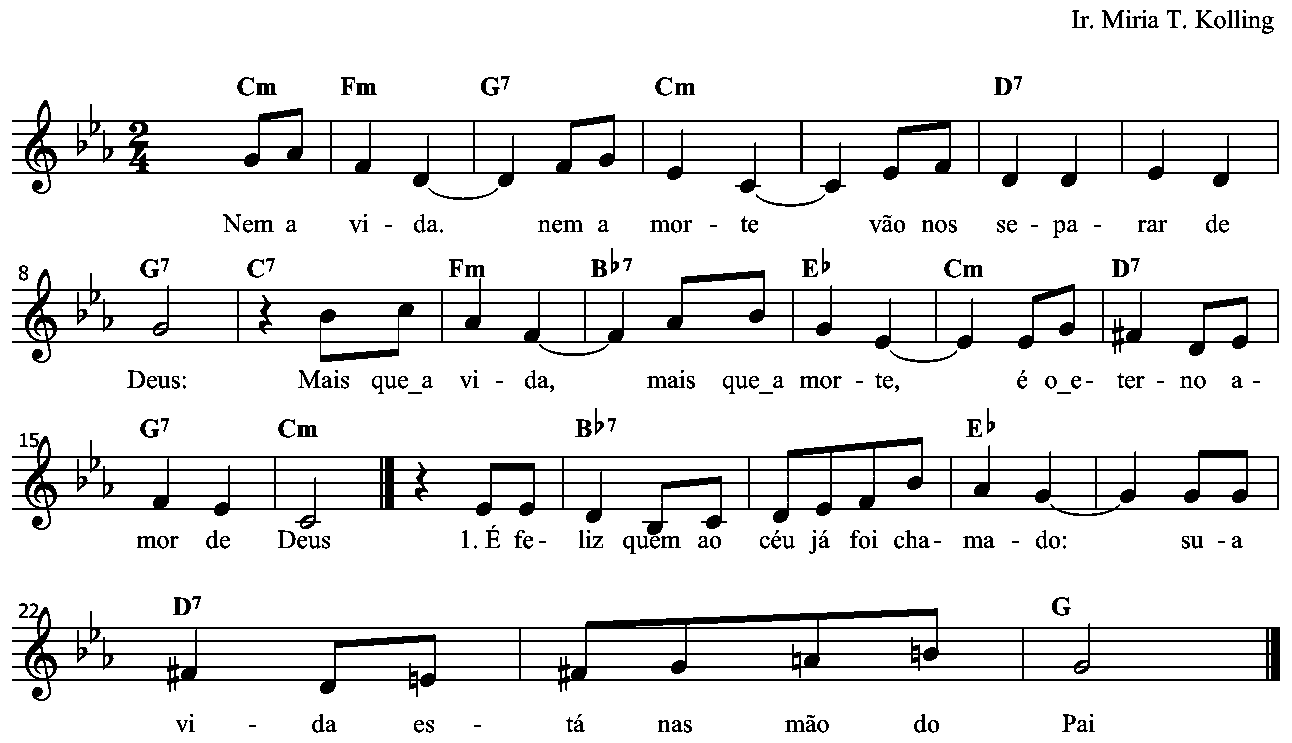 Ir. Miria T. Kolling
Cm Fm G7 Cm D7
2
4
Nem a vi - da. nem a mor - te vão nos se - pa - rar de
8 G7 C7 Fm B♭7 E♭ Cm D7
Deus: Mais que_a vi - da, mais que_a mor - te, é o_e - ter - no a -
15 G7 Cm B♭7 E♭
mor de Deus 1. É fe - liz quem ao céu já foi cha - ma - do: su - a
22 D7 G
vi - da es - tá nas mão do Pai